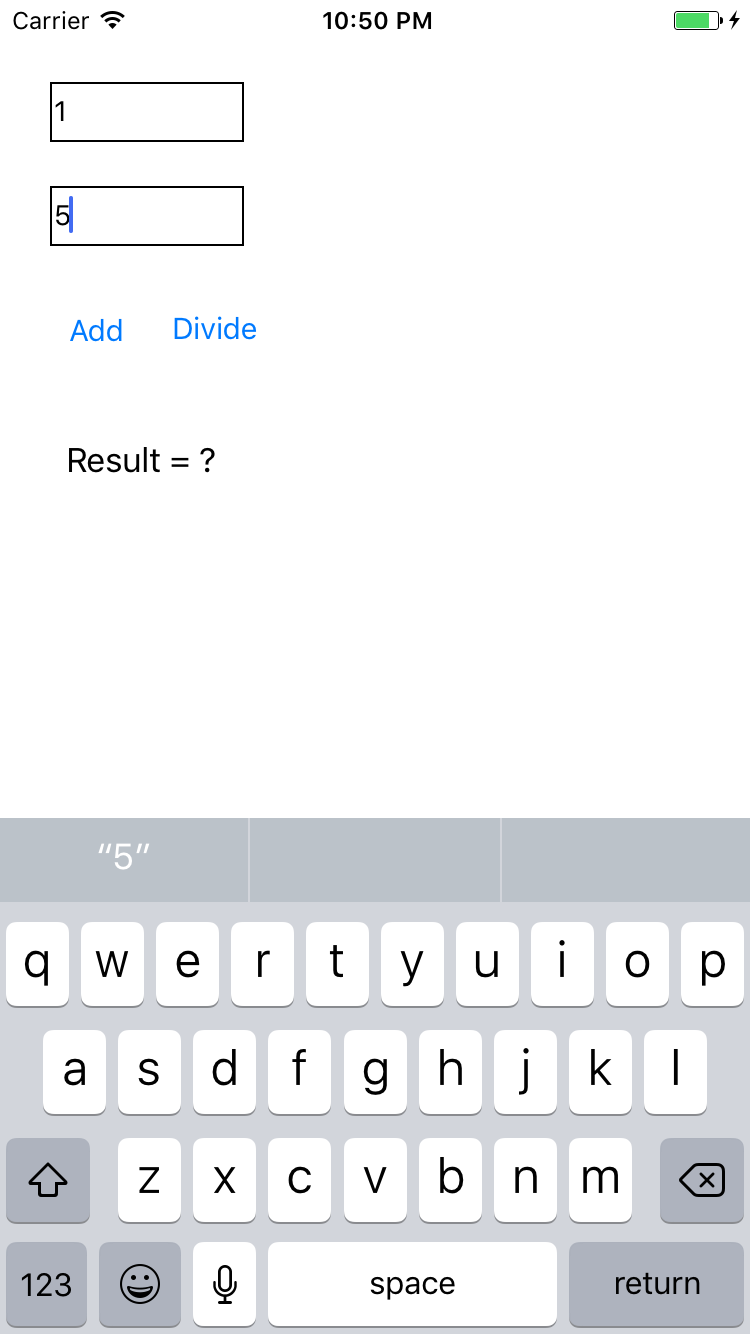 Carrier 10:50 PM
1
5
Add Divide
Result = ?
“5”
q w e r t y u i o p
a s d f g h j k l
z x c v b n m
123 space return